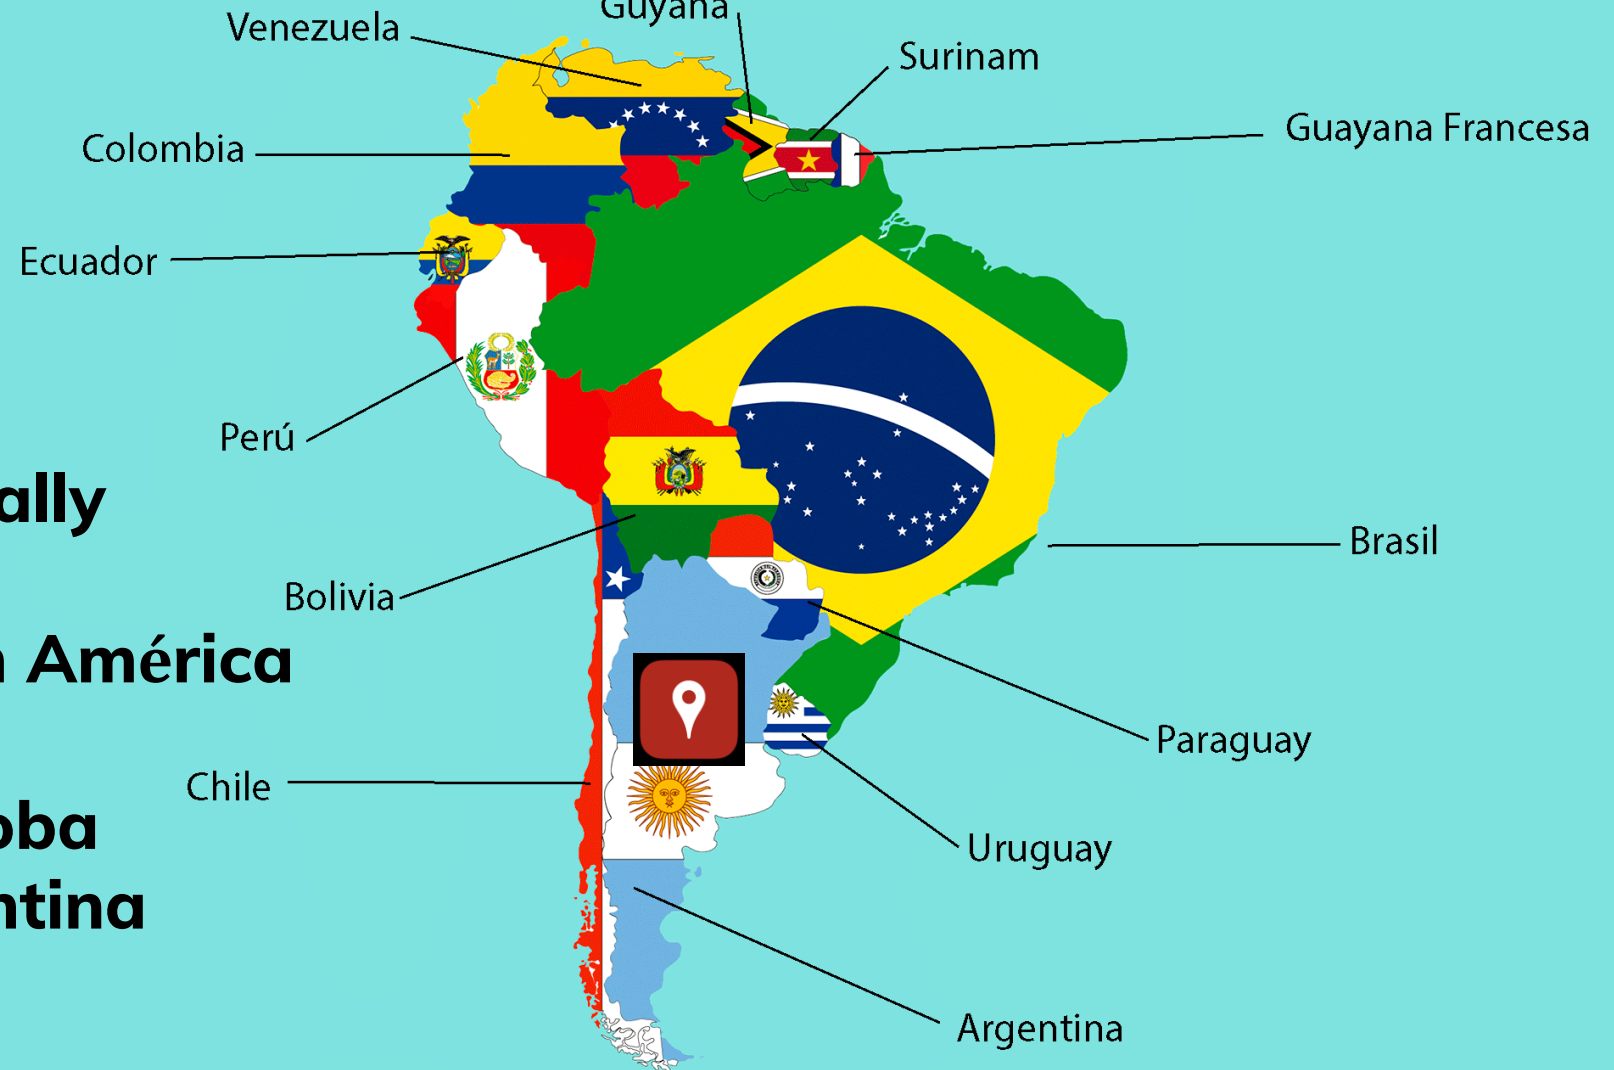 Guyana
Venezuela
Surinam
Guayana Francesa
Colombia
Ecuador
Perú
ally
Brasil
Bolivia
n América
Paraguay
Chile
oba
Uruguay
ntina
Argentina